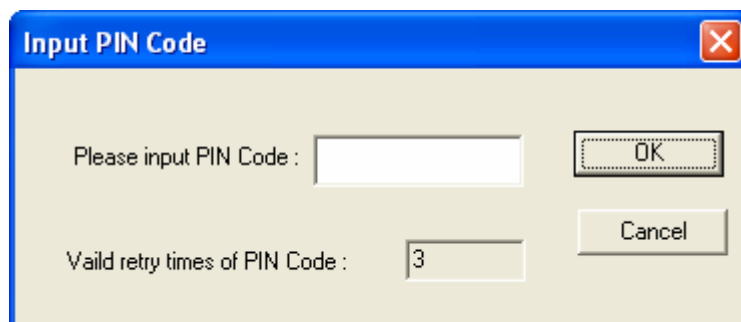 Input PIN Code
Please input PIN Code :
OK
Cancel
Vaild retry times of PIN Code :
3